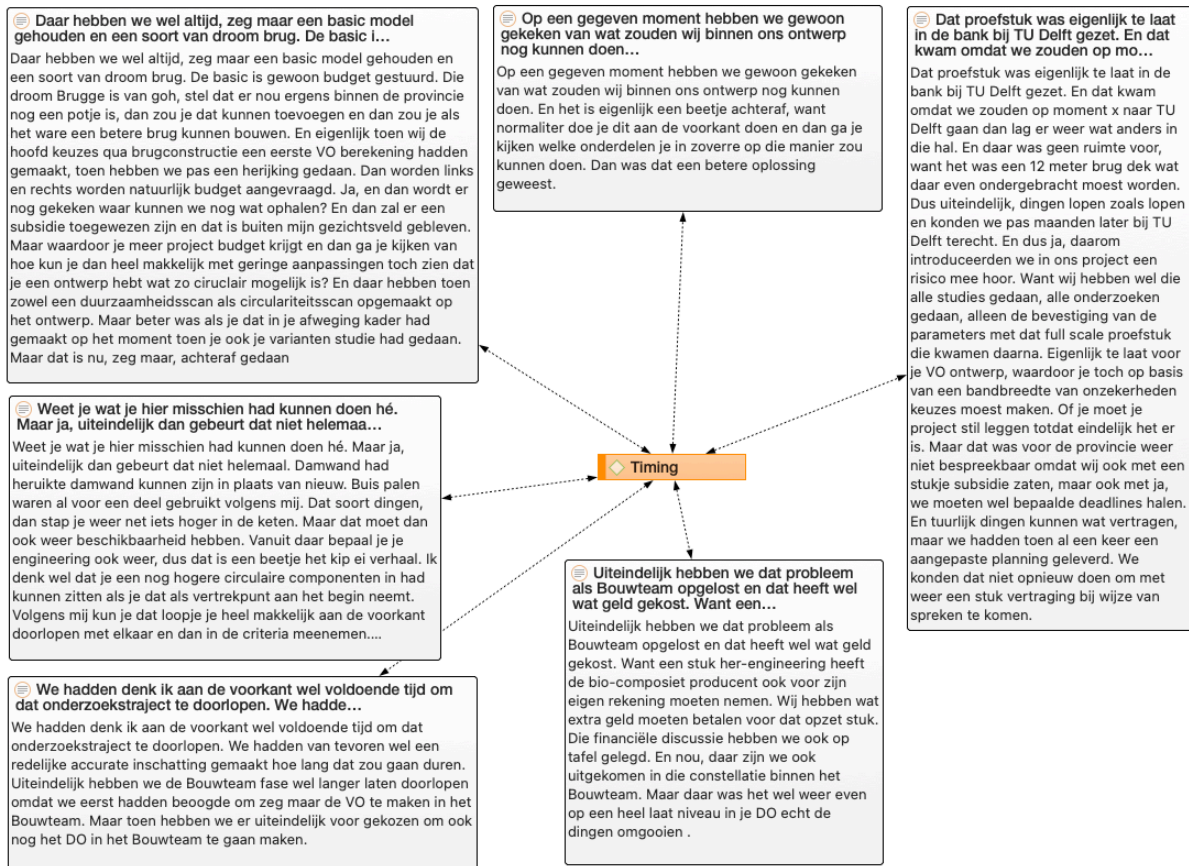 Daar hebben we wel altijd, zeg maar een basic model
gehouden en een soort van droom brug. De basic i...
Daar hebben we wel altijd, zeg maar een basic model gehouden en
een soort van droom brug. De basic is gewoon budget gestuurd. Die
droom Brugge is van goh, stel dat er nou ergens binnen de provincie
nog een potje is, dan zou je dat kunnen toevoegen en dan zou je als
het ware een betere brug kunnen bouwen. En eigenlijk toen wij de
hoofd keuzes qua brugconstructie een eerste VO berekening hadden
gemaakt, toen hebben we pas een herijking gedaan. Dan worden links
en rechts worden natuurlijk budget aangevraagd. Ja, en dan wordt er
nog gekeken waar kunnen we nog wat ophalen? En dan zal er een
subsidie toegewezen zijn en dat is buiten mijn gezichtsveld gebleven.
Maar waardoor je meer project budget krijgt en dan ga je kijken van
hoe kun je dan heel makkelijk met geringe aanpassingen toch zien dat
je een ontwerp hebt wat zo ciruclair mogelijk is? En daar hebben toen
zowel een duurzaamheidsscan als circulariteitsscan opgemaakt op
het ontwerp. Maar beter was als je dat in je afweging kader had
gemaakt op het moment toen je ook je varianten studie had gedaan.
Maar dat is nu, zeg maar, achteraf gedaan
Op een gegeven moment hebben we gewoon
gekeken van wat zouden wij binnen ons ontwerp
nog kunnen doen...
Op een gegeven moment hebben we gewoon gekeken
van wat zouden wij binnen ons ontwerp nog kunnen
doen. En het is eigenlijk een beetje achteraf, want
normaliter doe je dit aan de voorkant doen en dan ga je
kijken welke onderdelen je in zoverre op die manier zou
kunnen doen. Dan was dat een betere oplossing
geweest.
Dat proefstuk was eigenlijk te laat
in de bank bij TU Delft gezet. En dat
kwam omdat we zouden op mo...
Dat proefstuk was eigenlijk te laat in de
bank bij TU Delft gezet. En dat kwam
omdat we zouden op moment x naar TU
Delft gaan dan lag er weer wat anders in
die hal. En daar was geen ruimte voor,
want het was een 12 meter brug dek wat
daar even ondergebracht moest worden.
Dus uiteindelijk, dingen lopen zoals lopen
en konden we pas maanden later bij TU
Delft terecht. En dus ja, daarom
introduceerden we in ons project een
risico mee hoor. Want wij hebben wel die
alle studies gedaan, alle onderzoeken
gedaan, alleen de bevestiging van de
parameters met dat full scale proefstuk
die kwamen daarna. Eigenlijk te laat voor
je VO ontwerp, waardoor je toch op basis
van een bandbreedte van onzekerheden
keuzes moest maken. Of je moet je
project stil leggen totdat eindelijk het er
is. Maar dat was voor de provincie weer
niet bespreekbaar omdat wij ook met een
stukje subsidie zaten, maar ook met ja,
we moeten wel bepaalde deadlines halen.
En tuurlijk dingen kunnen wat vertragen,
maar we hadden toen al een keer een
aangepaste planning geleverd. We
konden dat niet opnieuw doen om met
weer een stuk vertraging bij wijze van
spreken te komen.
Weet je wat je hier misschien had kunnen doen hé.
Maar ja, uiteindelijk dan gebeurt dat niet helemaa...
Weet je wat je hier misschien had kunnen doen hé. Maar ja,
uiteindelijk dan gebeurt dat niet helemaal. Damwand had
heruikte damwand kunnen zijn in plaats van nieuw. Buis palen
waren al voor een deel gebruikt volgens mij. Dat soort dingen,
dan stap je weer net iets hoger in de keten. Maar dat moet dan
ook weer beschikbaarheid hebben. Vanuit daar bepaal je je
engineering ook weer, dus dat is een beetje het kip ei verhaal. Ik
denk wel dat je een nog hogere circulaire componenten in had
kunnen zitten als je dat als vertrekpunt aan het begin neemt.
Volgens mij kun je dat loopje je heel makkelijk aan de voorkant
doorlopen met elkaar en dan in de criteria meenemen....
Timing
Uiteindelijk hebben we dat probleem
als Bouwteam opgelost en dat heeft wel
wat geld gekost. Want een...
Uiteindelijk hebben we dat probleem als
Bouwteam opgelost en dat heeft wel wat geld
gekost. Want een stuk her-engineering heeft
de bio-composiet producent ook voor zijn
eigen rekening moeten nemen. Wij hebben wat
extra geld moeten betalen voor dat opzet stuk.
Die financiële discussie hebben we ook op
tafel gelegd. En nou, daar zijn we ook
uitgekomen in die constellatie binnen het
Bouwteam. Maar daar was het wel weer even
op een heel laat niveau in je DO echt de
dingen omgooien .
We hadden denk ik aan de voorkant wel voldoende tijd om
dat onderzoekstraject te doorlopen. We hadde...
We hadden denk ik aan de voorkant wel voldoende tijd om dat
onderzoekstraject te doorlopen. We hadden van tevoren wel een
redelijke accurate inschatting gemaakt hoe lang dat zou gaan duren.
Uiteindelijk hebben we de Bouwteam fase wel langer laten doorlopen
omdat we eerst hadden beoogde om zeg maar de VO te maken in het
Bouwteam. Maar toen hebben we er uiteindelijk voor gekozen om ook
nog het DO in het Bouwteam te gaan maken.